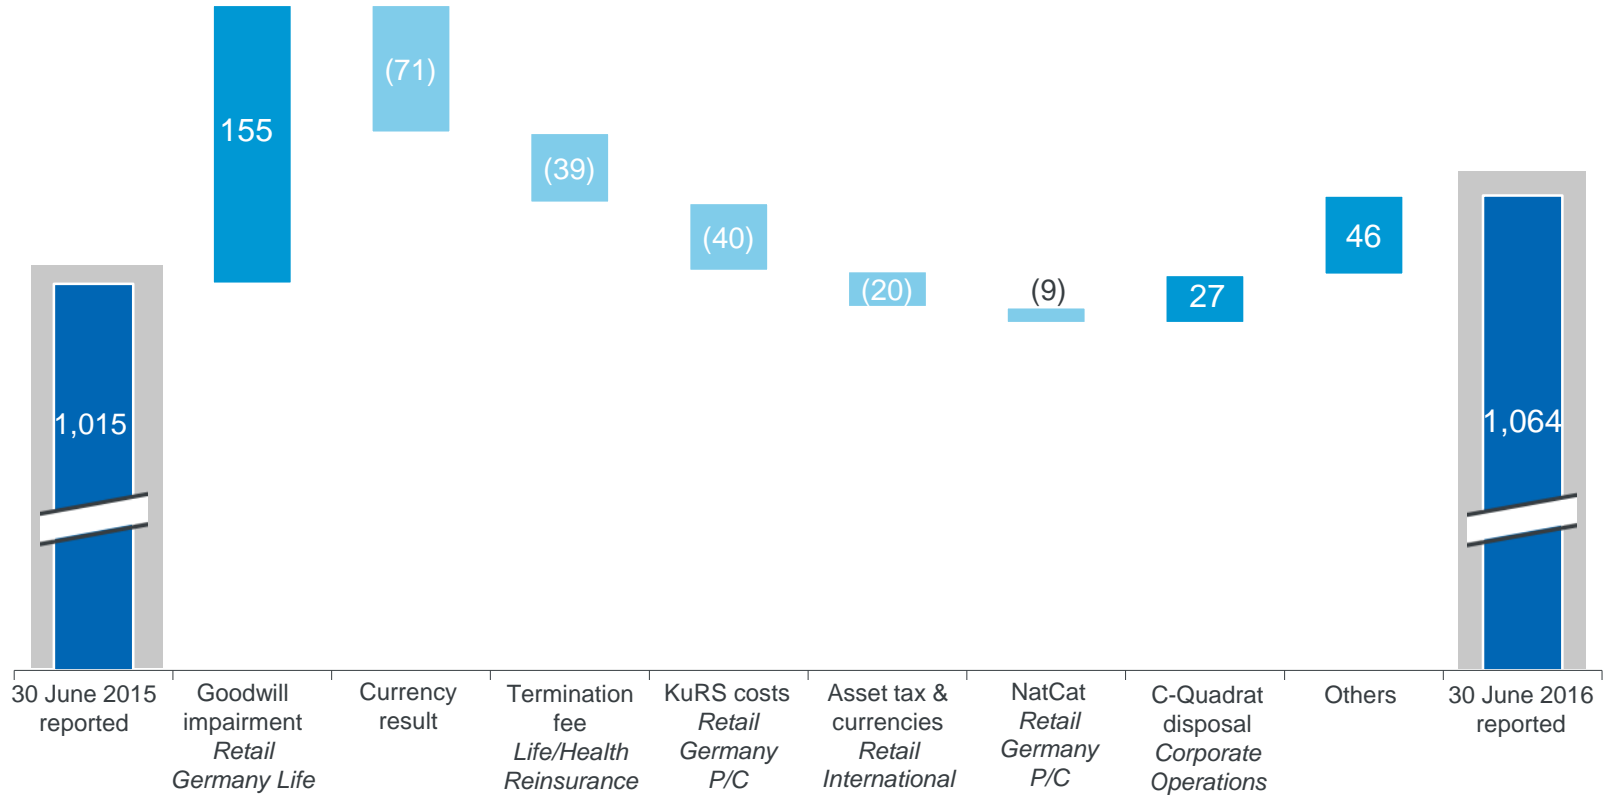 155
(71)
(39)
(40)
(20)
(9)
27
46
1,015
1,064
30 June 2015
reported
Goodwill
impairment
Retail
Germany Life
Currency
result
Termination
fee
Life/Health
Reinsurance
KuRS costs
Retail
Germany
P/C
Asset tax &
currencies
Retail
International
NatCat
Retail
Germany
P/C
C-Quadrat
disposal
Corporate
Operations
Others
30 June 2016
reported